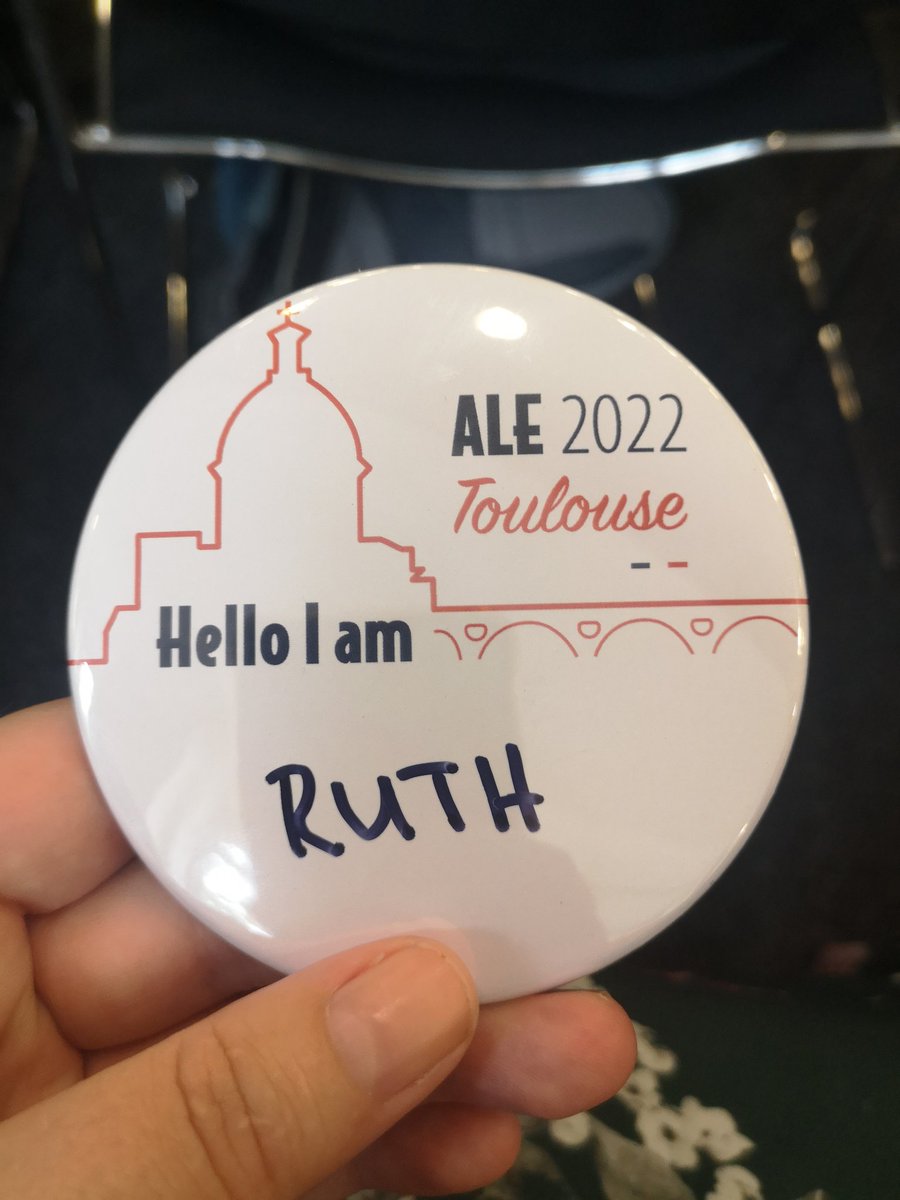 ALE 2022
Toulouse
Hello I am
RUTH